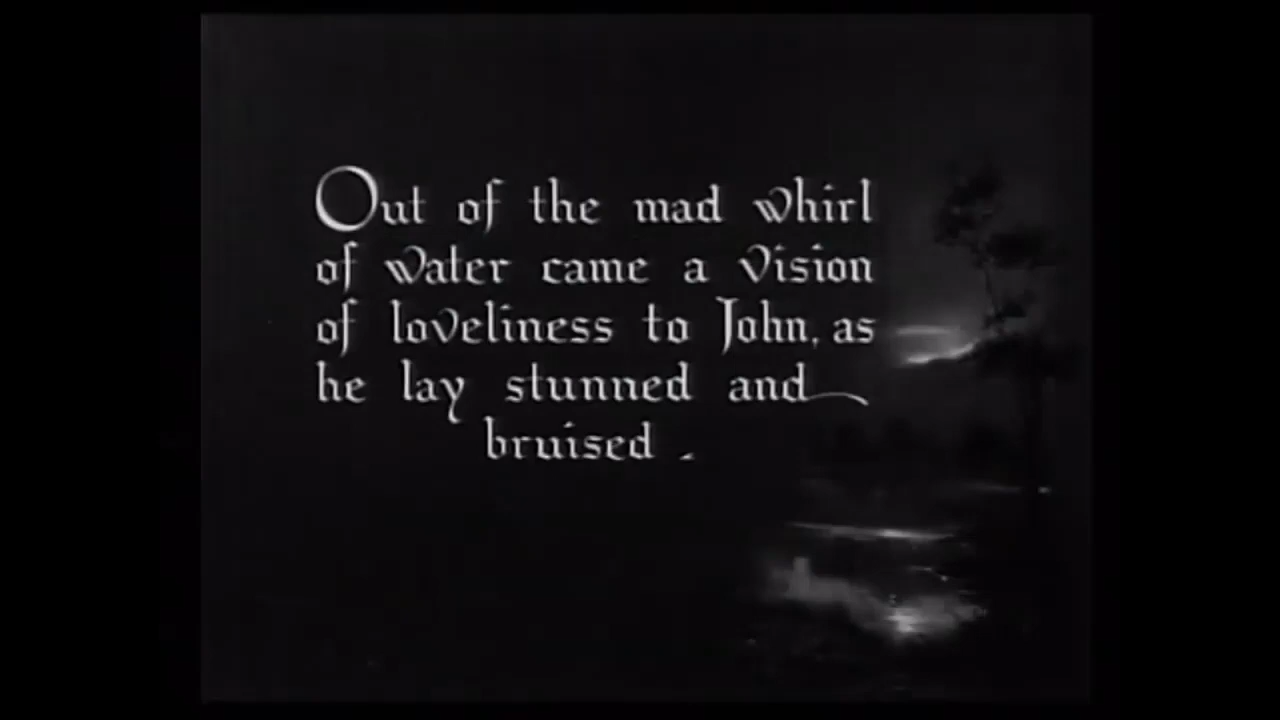 Out of the mad whirl
of water came a vision
of loveliness to John, as
he lay stunned and
bruised.